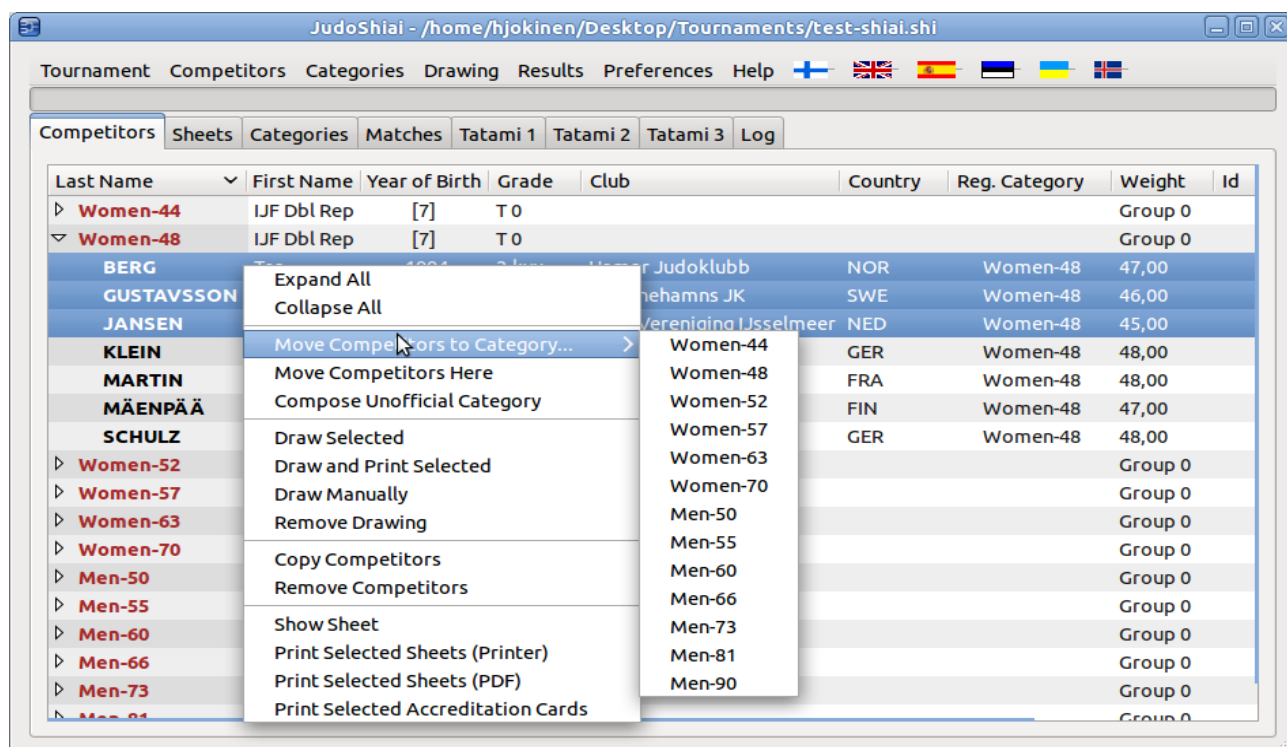 JudoShiai - /home/hjokinen/Desktop/Tournaments/test-shiai.shi
Tournament Competitors Categories Drawing Results Preferences Help
Competitors Sheets Categories Matches Tatami 1 Tatami 2 Tatami 3 Log
Last Name First Name Year of Birth Grade Club Country Reg. Category Weight Id
Women-44 IJF Dbl Rep [7] T 0 Group 0
Women-48 IJF Dbl Rep [7] T 0 Group 0
BERG Judoklubb NOR Women-48 47,00
GUSTAVSSON JK SWE Women-48 46,00
JANSEN Vereniging IJsselmeer NED Women-48 45,00
KLEIN GER Women-48 48,00
MARTIN FRA Women-48 48,00
MÄENPÄÄ FIN Women-48 47,00
SCHULZ GER Women-48 48,00
Women-52 Group 0
Women-57 Group 0
Women-63 Group 0
Women-70 Group 0
Men-50 Group 0
Men-55 Group 0
Men-60 Group 0
Men-66 Group 0
Men-73 Group 0
Men-81 Group 0
Expand All
Collapse All
Move Competitors to Category...
Move Competitors Here
Compose Unofficial Category
Draw Selected
Draw and Print Selected
Draw Manually
Remove Drawing
Copy Competitors
Remove Competitors
Show Sheet
Print Selected Sheets (Printer)
Print Selected Sheets (PDF)
Print Selected Accreditation Cards
Women-44
Women-48
Women-52
Women-57
Women-63
Women-70
Men-50
Men-55
Men-60
Men-66
Men-73
Men-81
Men-90